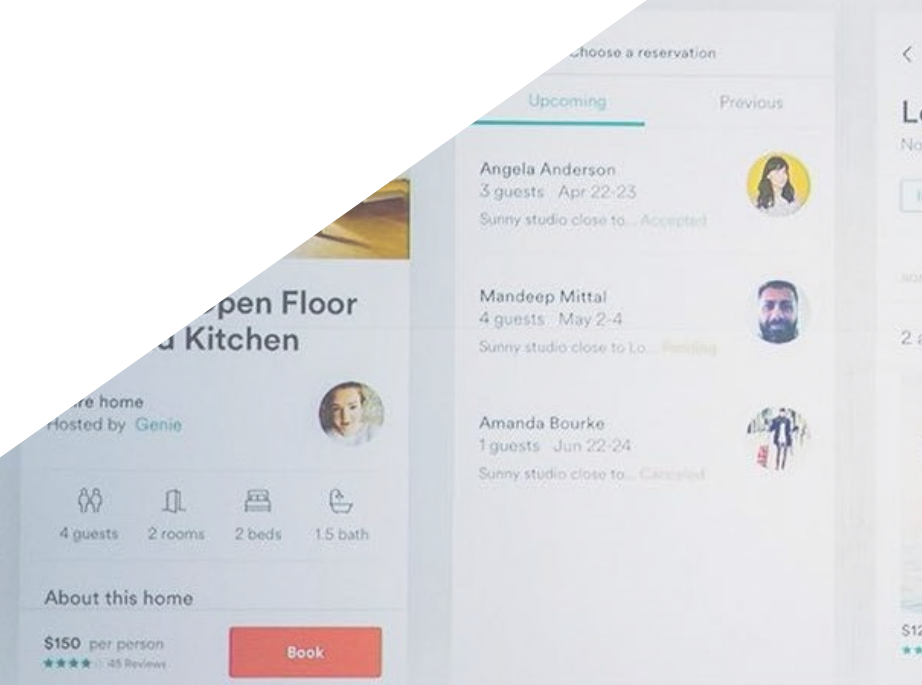 Choose a reservation
Upcoming Previous
Angela Anderson
3 guests Apr 22-23
Sunny studio close to... Accepted
Mandeep Mittal
4 guests May 2-4
Sunny studio close to Lo... Pending
Amanda Bourke
1 guests Jun 22-24
Sunny studio close to... Canceled
Floor
Kitchen
home
Hosted by Genie
4 guests 2 rooms 2 beds 1.5 bath
About this home
$150 per person
45 Reviews
Book
2